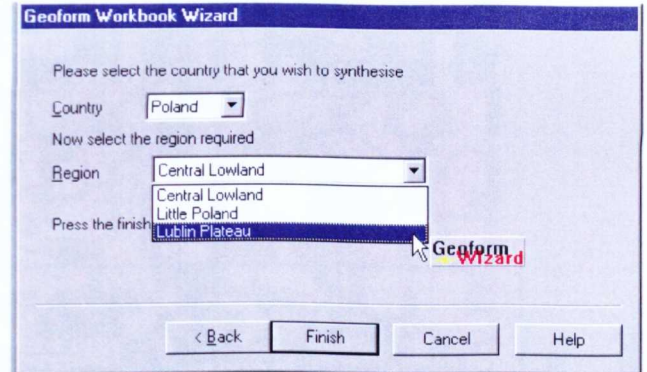 Geoform Workbook Wizard
Please select the country that you wish to synthesise
Country Poland
Now select the region required
Region Central Lowland
Central Lowland
Little Poland
Press the finish
Lublin Plateau
Geoform
Wizard
< Back Finish Cancel Help